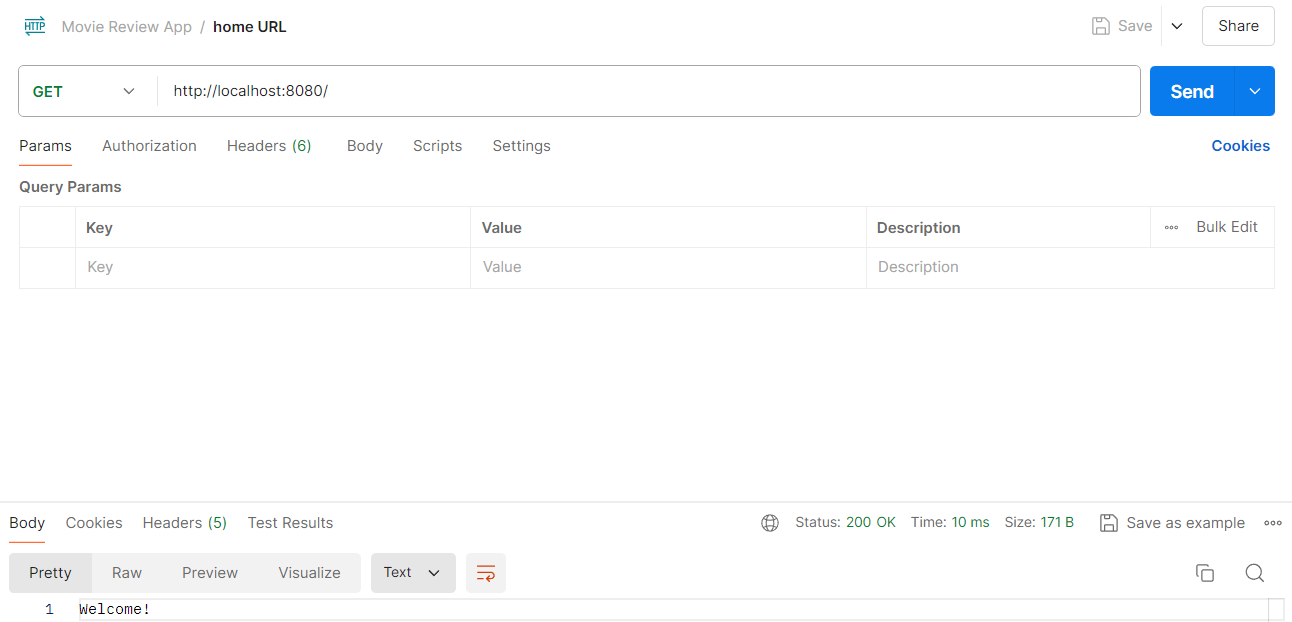 HTTP Movie Review App / home URL Save Share
GET http://localhost:8080/ Send
Params Authorization Headers (6) Body Scripts Settings Cookies
Query Params
Key Value Description Bulk Edit
Key Value Description
Body Cookies Headers (5) Test Results Status: 200 OK Time: 10 ms Size: 171 B Save as example
Pretty Raw Preview Visualize Text
1 Welcome!